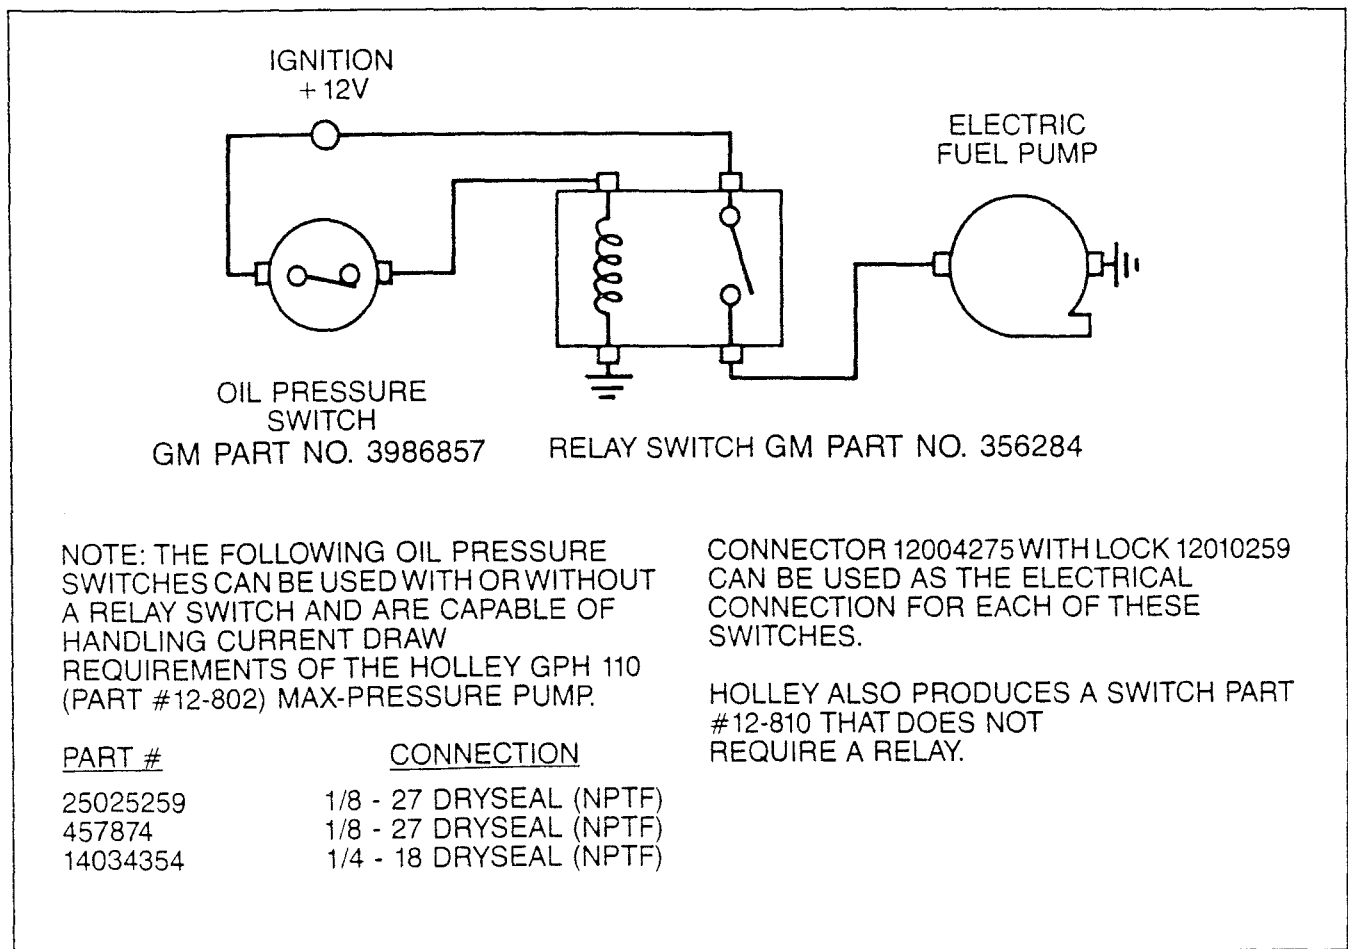 IGNITION
+12V
ELECTRIC
FUEL PUMP
OIL PRESSURE
SWITCH
GM PART NO. 3986857
RELAY SWITCH GM PART NO. 356284
NOTE: THE FOLLOWING OIL PRESSURE
SWITCHES CAN BE USED WITH OR WITHOUT
A RELAY SWITCH AND ARE CAPABLE OF
HANDLING CURRENT DRAW
REQUIREMENTS OF THE HOLLEY GPH 110
(PART #12-802) MAX-PRESSURE PUMP.
PART # CONNECTION
25025259 1/8 - 27 DRYSEAL (NPTF)
457874 1/8 - 27 DRYSEAL (NPTF)
14034354 1/4 - 18 DRYSEAL (NPTF)
CONNECTOR 12004275 WITH LOCK 12010259
CAN BE USED AS THE ELECTRICAL
CONNECTION FOR EACH OF THESE
SWITCHES.
HOLLEY ALSO PRODUCES A SWITCH PART
#12-810 THAT DOES NOT
REQUIRE A RELAY.